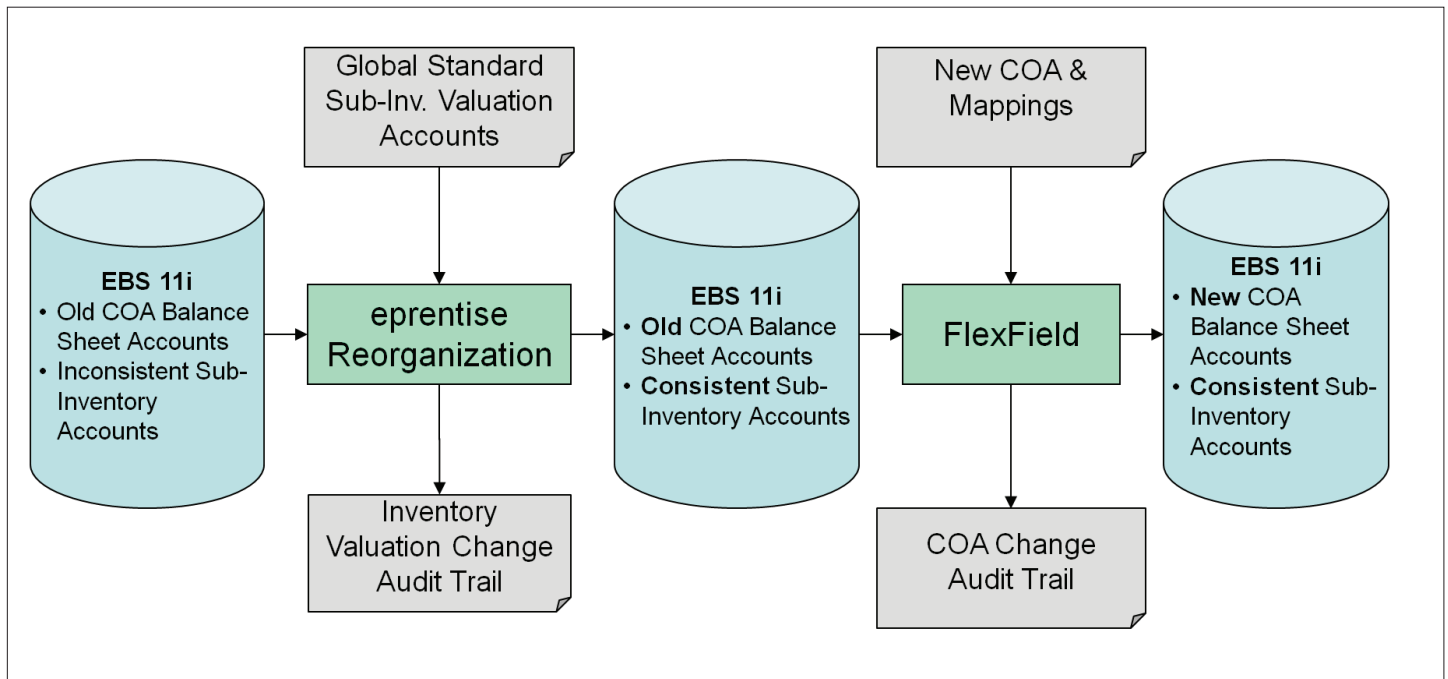 Global Standard
Sub-Inv. Valuation
Accounts
New COA &
Mappings
EBS 11i
• Old COA Balance
Sheet Accounts
• Inconsistent Sub-
Inventory
Accounts
eprentise
Reorganization
EBS 11i
• Old COA Balance
Sheet Accounts
• Consistent Sub-
Inventory Accounts
FlexField
EBS 11i
• New COA
Balance Sheet
Accounts
• Consistent Sub-
Inventory
Accounts
Inventory
Valuation Change
Audit Trail
COA Change
Audit Trail